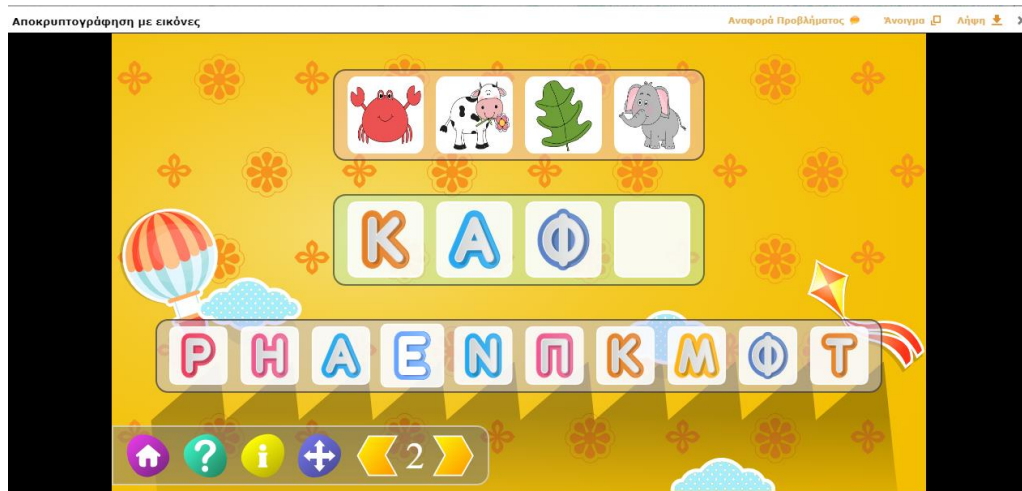 Αποκρυπτογράφηση με εικόνες
Αναφορά Προβλήματος Άνοιγμα Λήψη
Κ Α Φ
Ρ Η Α Ε Ν Π Κ Μ Φ Τ
? i 2